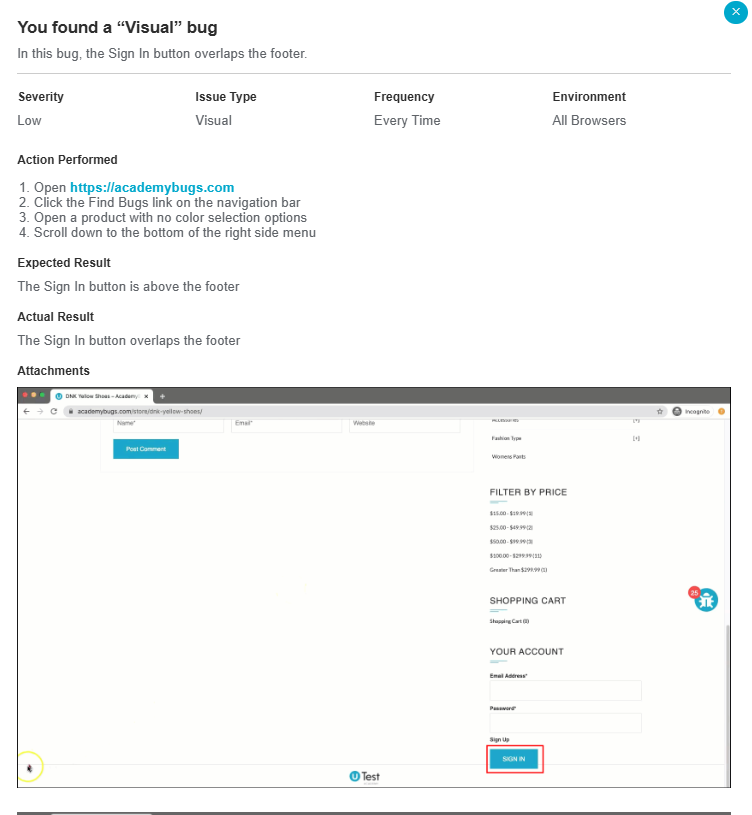 You found a “Visual” bug
In this bug, the Sign In button overlaps the footer.
Severity
Issue Type
Frequency
Environment
Low
Visual
Every Time
All Browsers
Action Performed
1. Open https://academybugs.com
2. Click the Find Bugs link on the navigation bar
3. Open a product with no color selection options
4. Scroll down to the bottom of the right side menu
Expected Result
The Sign In button is above the footer
Actual Result
The Sign In button overlaps the footer
Attachments
DNK Yellow Shoes - Academy
academybugs.com/store/dnk-yellow-shoes/
Incognito
Name*
Email*
Website
Accessories
[+]
Post Comment
Fashion Type
[+]
Womens Pants
FILTER BY PRICE
$15.00 - $19.99 (1)
$25.00 - $49.99 (2)
$50.00 - $99.99 (3)
$100.00 - $299.99 (11)
Greater Than $299.99 (1)
25
SHOPPING CART
Shopping Cart (0)
YOUR ACCOUNT
Email Address*
Password*
Sign Up
SIGN IN
uTest